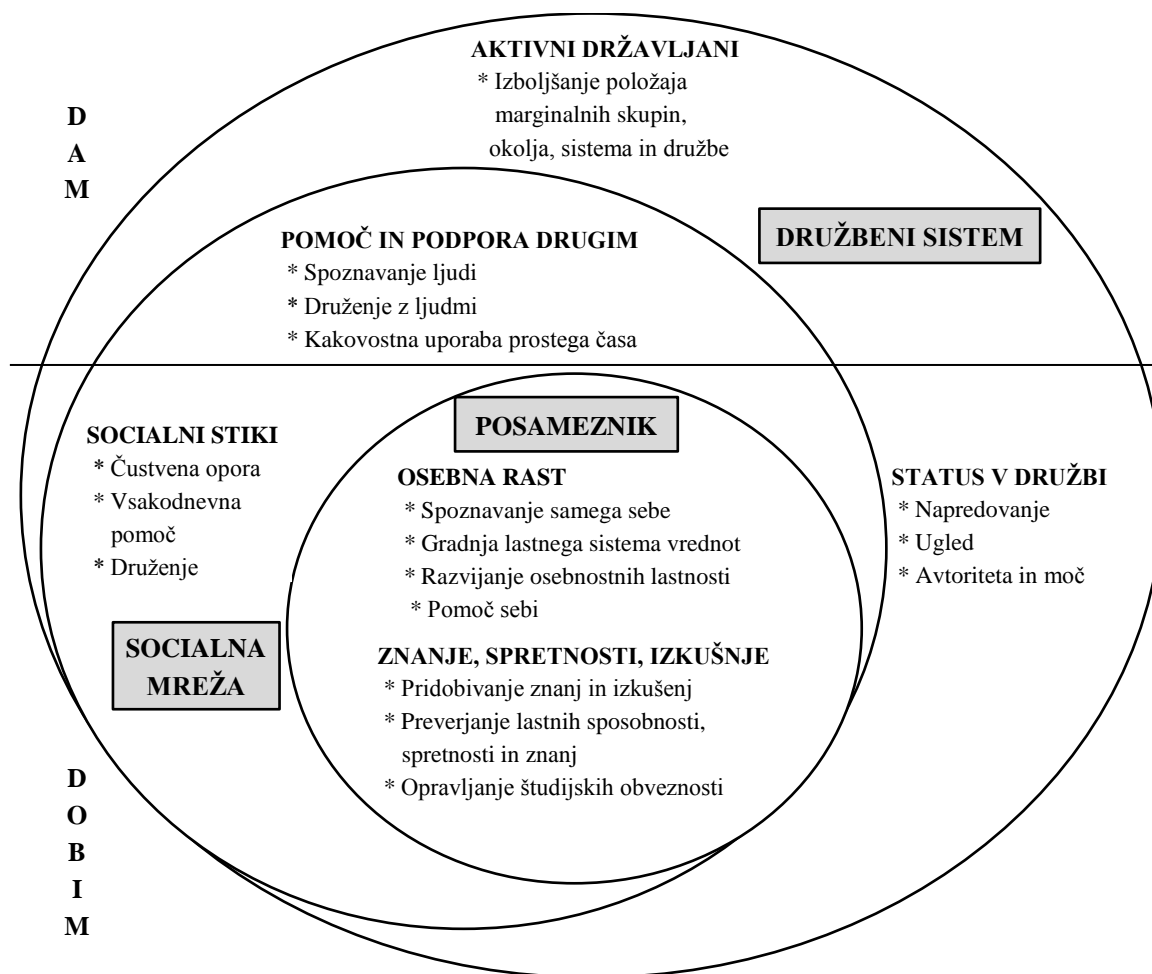 AKTIVNI DRŽAVLJANI
* Izboljšanje položaja
marginalnih skupin,
okolja, sistema in družbe
D
A
M
DRUŽBENI SISTEM
POMOČ IN PODPORA DRUGIM
* Spoznavanje ljudi
* Druženje z ljudmi
* Kakovostna uporaba prostega časa
SOCIALNI STIKI
* Čustvena opora
* Vsakodnevna
pomoč
* Druženje
SOCIALNA
MREŽA
POSAMEZNIK
OSEBNA RAST
* Spoznavanje samega sebe
* Gradnja lastnega sistema vrednot
* Razvijanje osebnostnih lastnosti
* Pomoč sebi
ZNANJE, SPRETNOSTI, IZKUŠNJE
* Pridobivanje znanj in izkušenj
* Preverjanje lastnih sposobnosti,
spretnosti in znanj
* Opravljanje študijskih obveznosti
STATUS V DRUŽBI
* Napredovanje
* Ugled
* Avtoriteta in moč
D
O
B
I
M